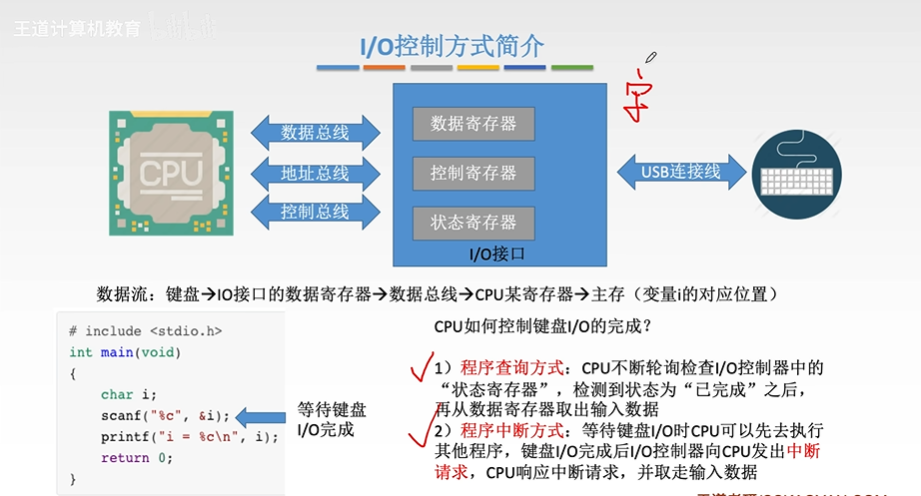 王道计算机教育
I/O控制方式简介
字
CPU
数据总线
地址总线
控制总线
数据寄存器
控制寄存器
状态寄存器
I/O接口
USB连接线
数据流：键盘→IO接口的数据寄存器→数据总线→CPU某寄存器→主存（变量i的对应位置）
# include <stdio.h>
int main(void)
{
char i;
scanf("%c", &i);
printf("i = %c\n", i);
return 0;
}
等待键盘
I/O完成
CPU如何控制键盘I/O的完成？
1）程序查询方式：CPU不断轮询检查I/O控制器中的
“状态寄存器”，检测到状态为“已完成”之后，
再从数据寄存器取出输入数据
2）程序中断方式：等待键盘I/O时CPU可以先去执行
其他程序，键盘I/O完成后I/O控制器向CPU发出中断
请求，CPU响应中断请求，并取走输入数据